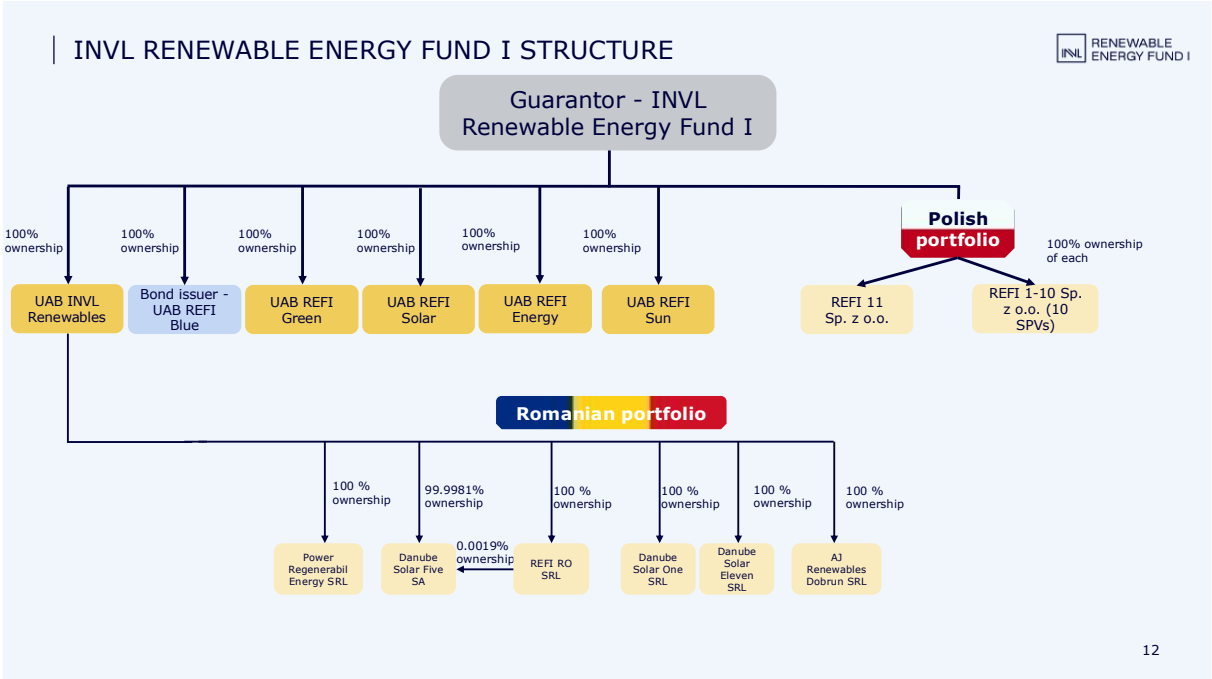 INVL RENEWABLE ENERGY FUND I STRUCTURE
INVL
RENEWABLE
ENERGY FUND I
Guarantor - INVL
Renewable Energy Fund I
100%
ownership
100%
ownership
100%
ownership
100%
ownership
100%
ownership
100%
ownership
Polish
portfolio
100% ownership
of each
UAB INVL
Renewables
Bond issuer -
UAB REFI
Blue
UAB REFI
Green
UAB REFI
Solar
UAB REFI
Energy
UAB REFI
Sun
REFI 11
Sp. z o.o.
REFI 1-10 Sp.
z o.o. (10
SPVs)
Romanian portfolio
100 %
ownership
99.9981%
ownership
100 %
ownership
100 %
ownership
100 %
ownership
100 %
ownership
0.0019%
ownership
Power
Regenerabil
Energy SRL
Danube
Solar Five
SA
REFI RO
SRL
Danube
Solar One
SRL
Danube
Solar
Eleven
SRL
AJ
Renewables
Dobrun SRL
12